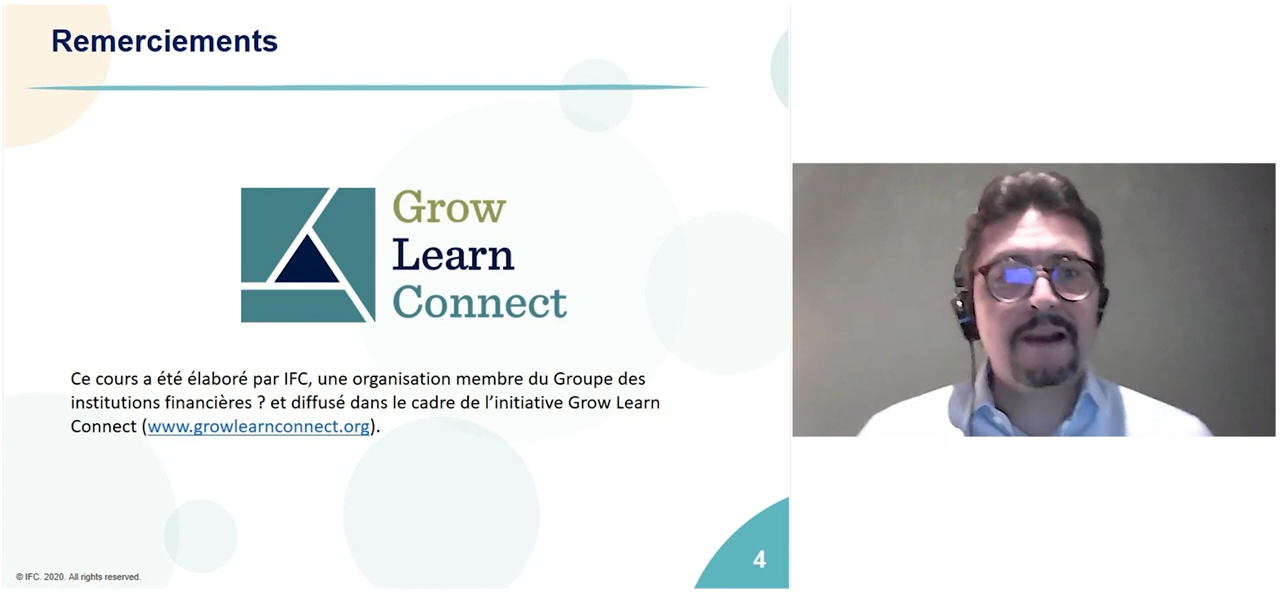 Remerciements
Grow
Learn
Connect
Ce cours a été élaboré par IFC, une organisation membre du Groupe des
institutions financières ? et diffusé dans le cadre de l’initiative Grow Learn
Connect (www.growlearnconnect.org).
4
© IFC. 2020. All rights reserved.